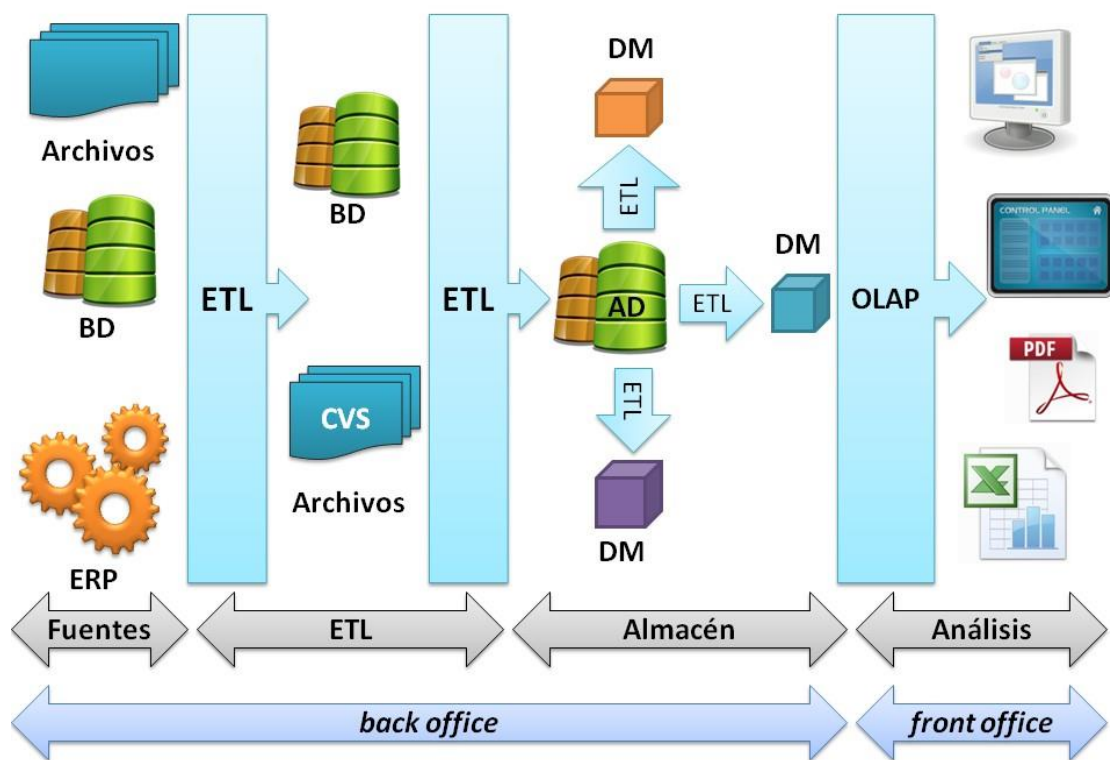 Archivos
BD
ERP
ETL
BD
CVS
Archivos
ETL
DM
ETL
AD
ETL
DM
ETL
DM
OLAP
CONTROL PANEL
PDF
Fuentes
ETL
Almacén
Análisis
back office
front office